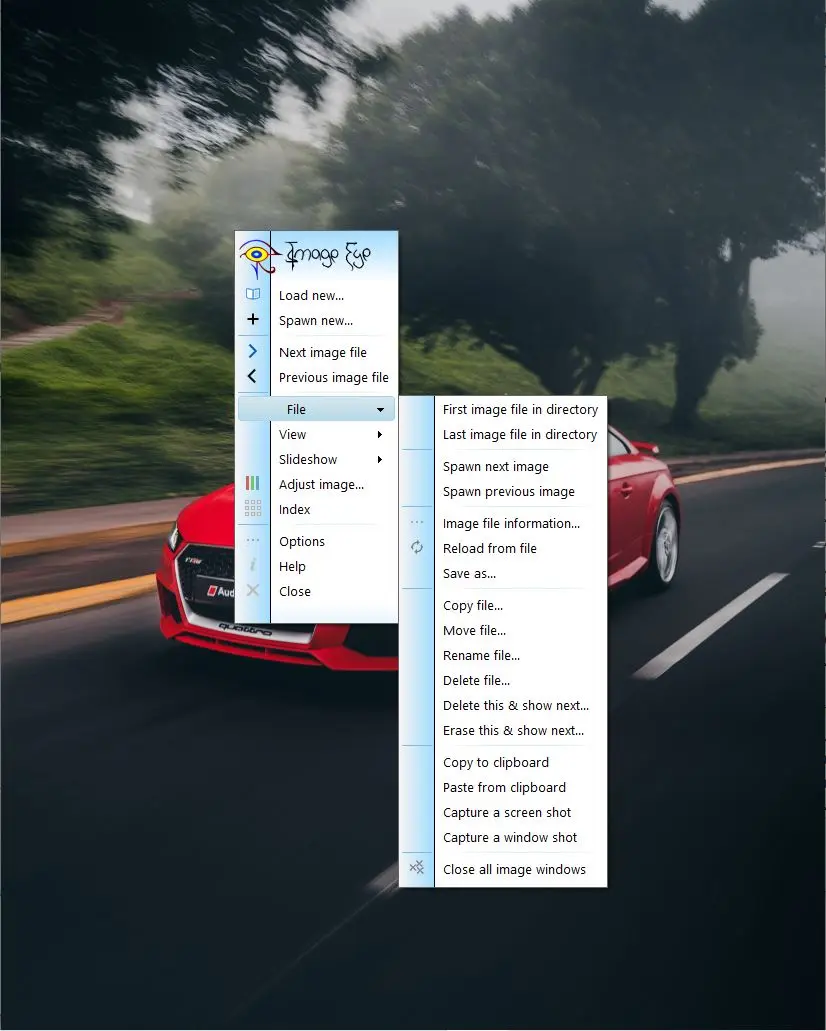 Image Eye
Load new...
Spawn new...
Next image file
Previous image file
File
View
Slideshow
Adjust image...
Index
Options
Help
Close
First image file in directory
Last image file in directory
Spawn next image
Spawn previous image
Image file information...
Reload from file
Save as...
Copy file...
Move file...
Rename file...
Delete file...
Delete this & show next...
Erase this & show next...
Copy to clipboard
Paste from clipboard
Capture a screen shot
Capture a window shot
Close all image windows
Aud
quattro